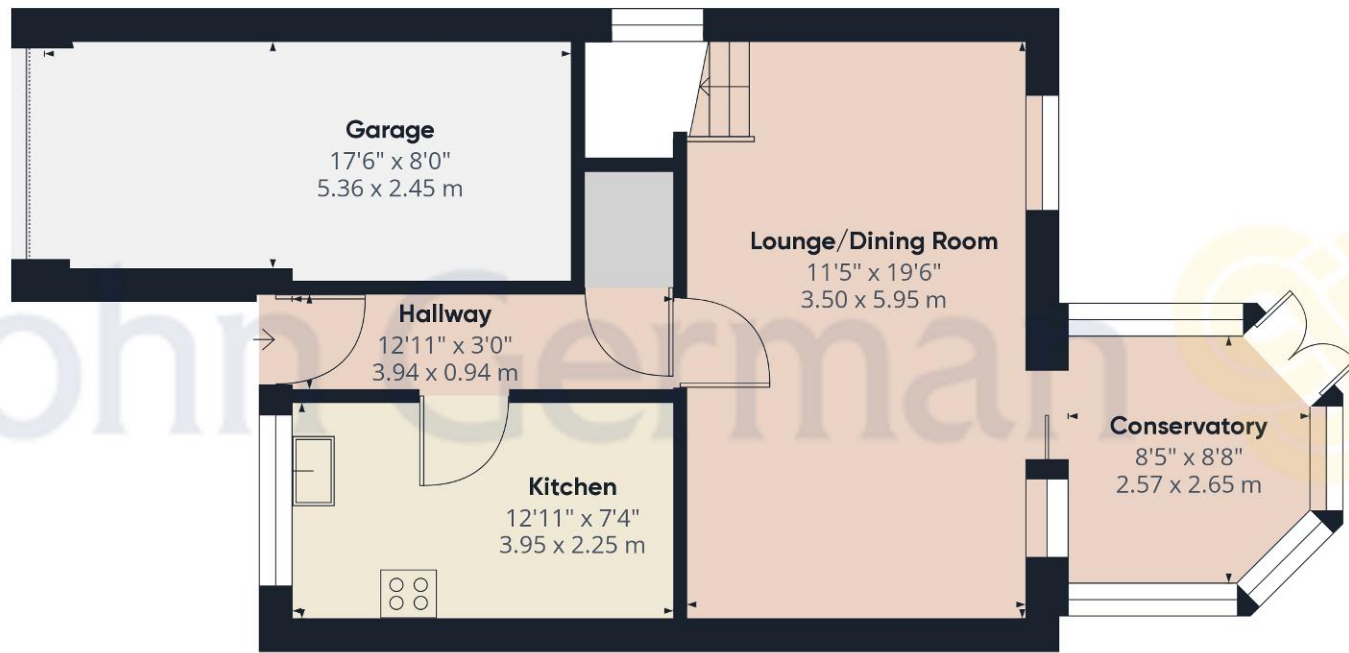 Garage
17'6" x 8'0"
5.36 x 2.45 m
Lounge/Dining Room
11'5" x 19'6"
3.50 x 5.95 m
Hallway
12'11" x 3'0"
3.94 x 0.94 m
Conservatory
8'5" x 8'8"
2.57 x 2.65 m
Kitchen
12'11" x 7'4"
3.95 x 2.25 m
John German